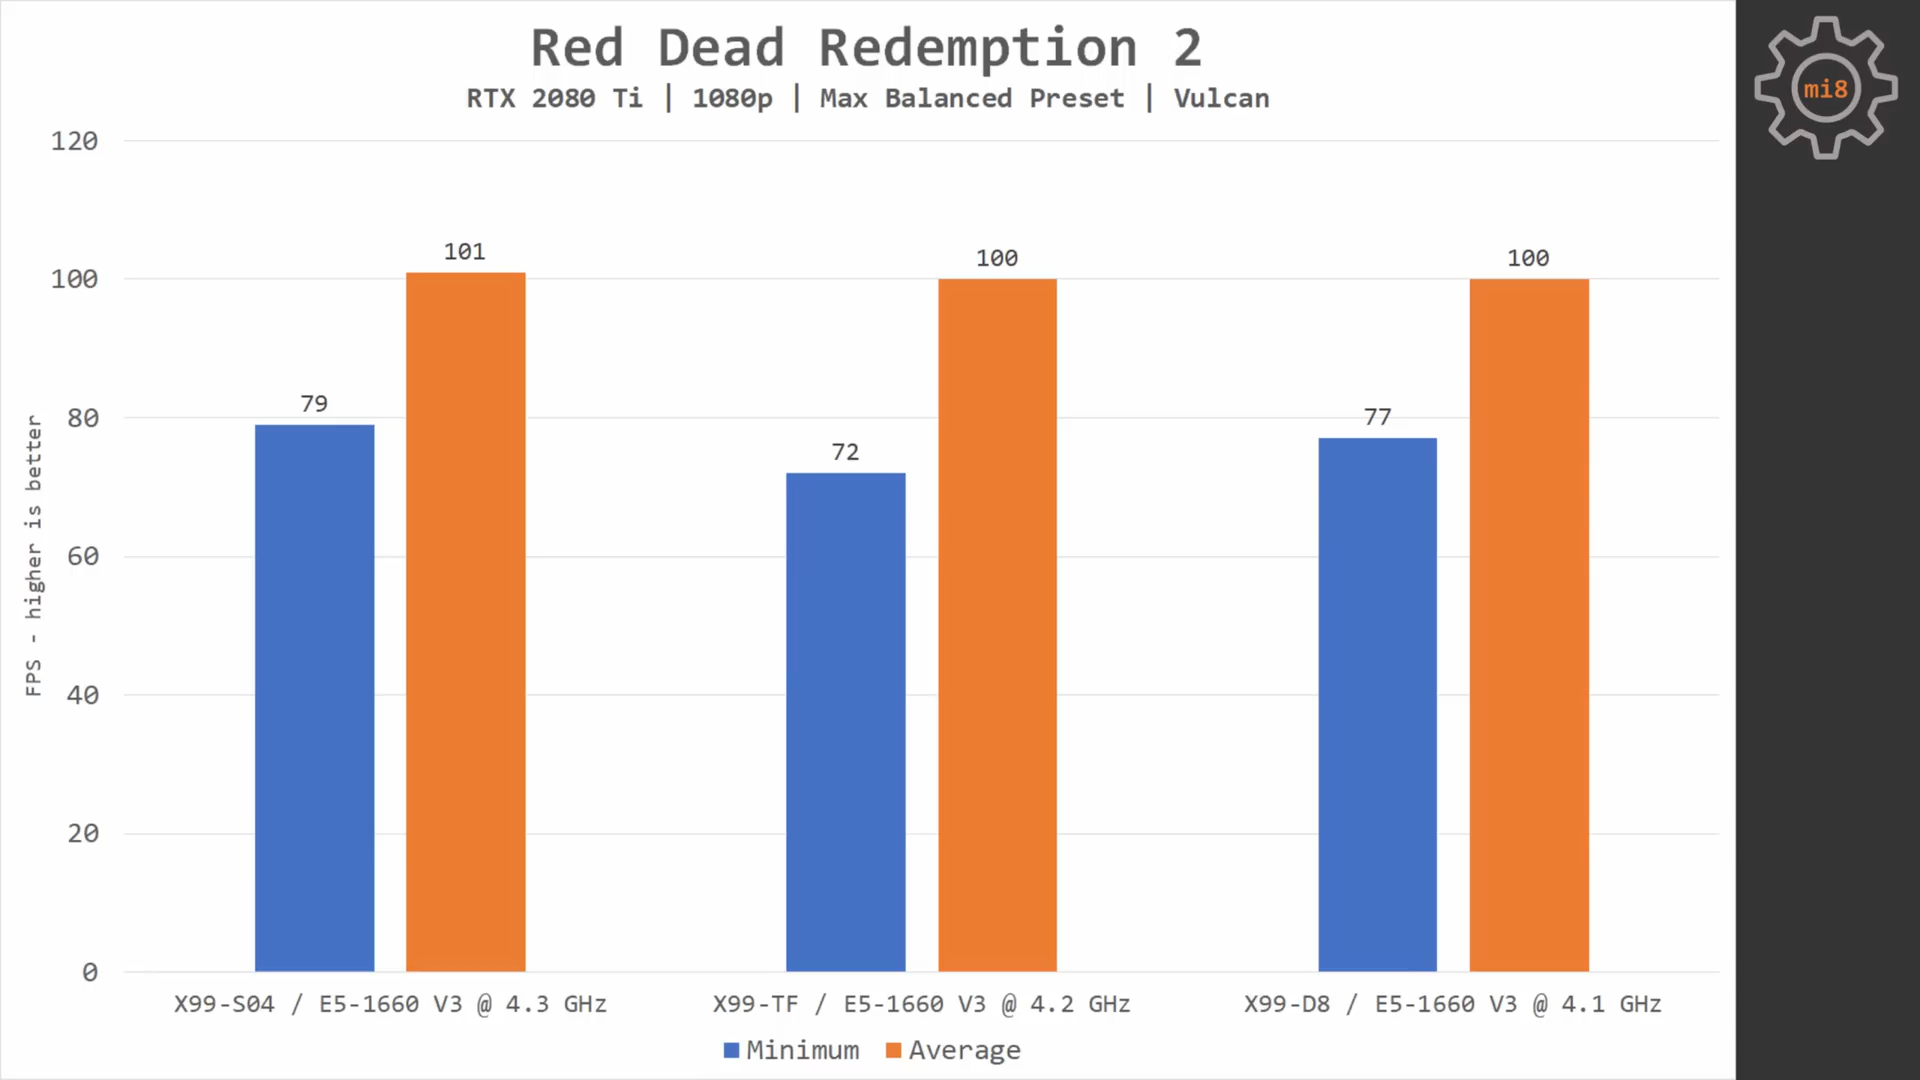 Red Dead Redemption 2
RTX 2080 Ti | 1080p | Max Balanced Preset | Vulcan
mi8
120
100
80
60
40
20
0
FPS - higher is better
79
101
72
100
77
100
X99-S04 / E5-1660 V3 @ 4.3 GHz
X99-TF / E5-1660 V3 @ 4.2 GHz
X99-D8 / E5-1660 V3 @ 4.1 GHz
Minimum Average